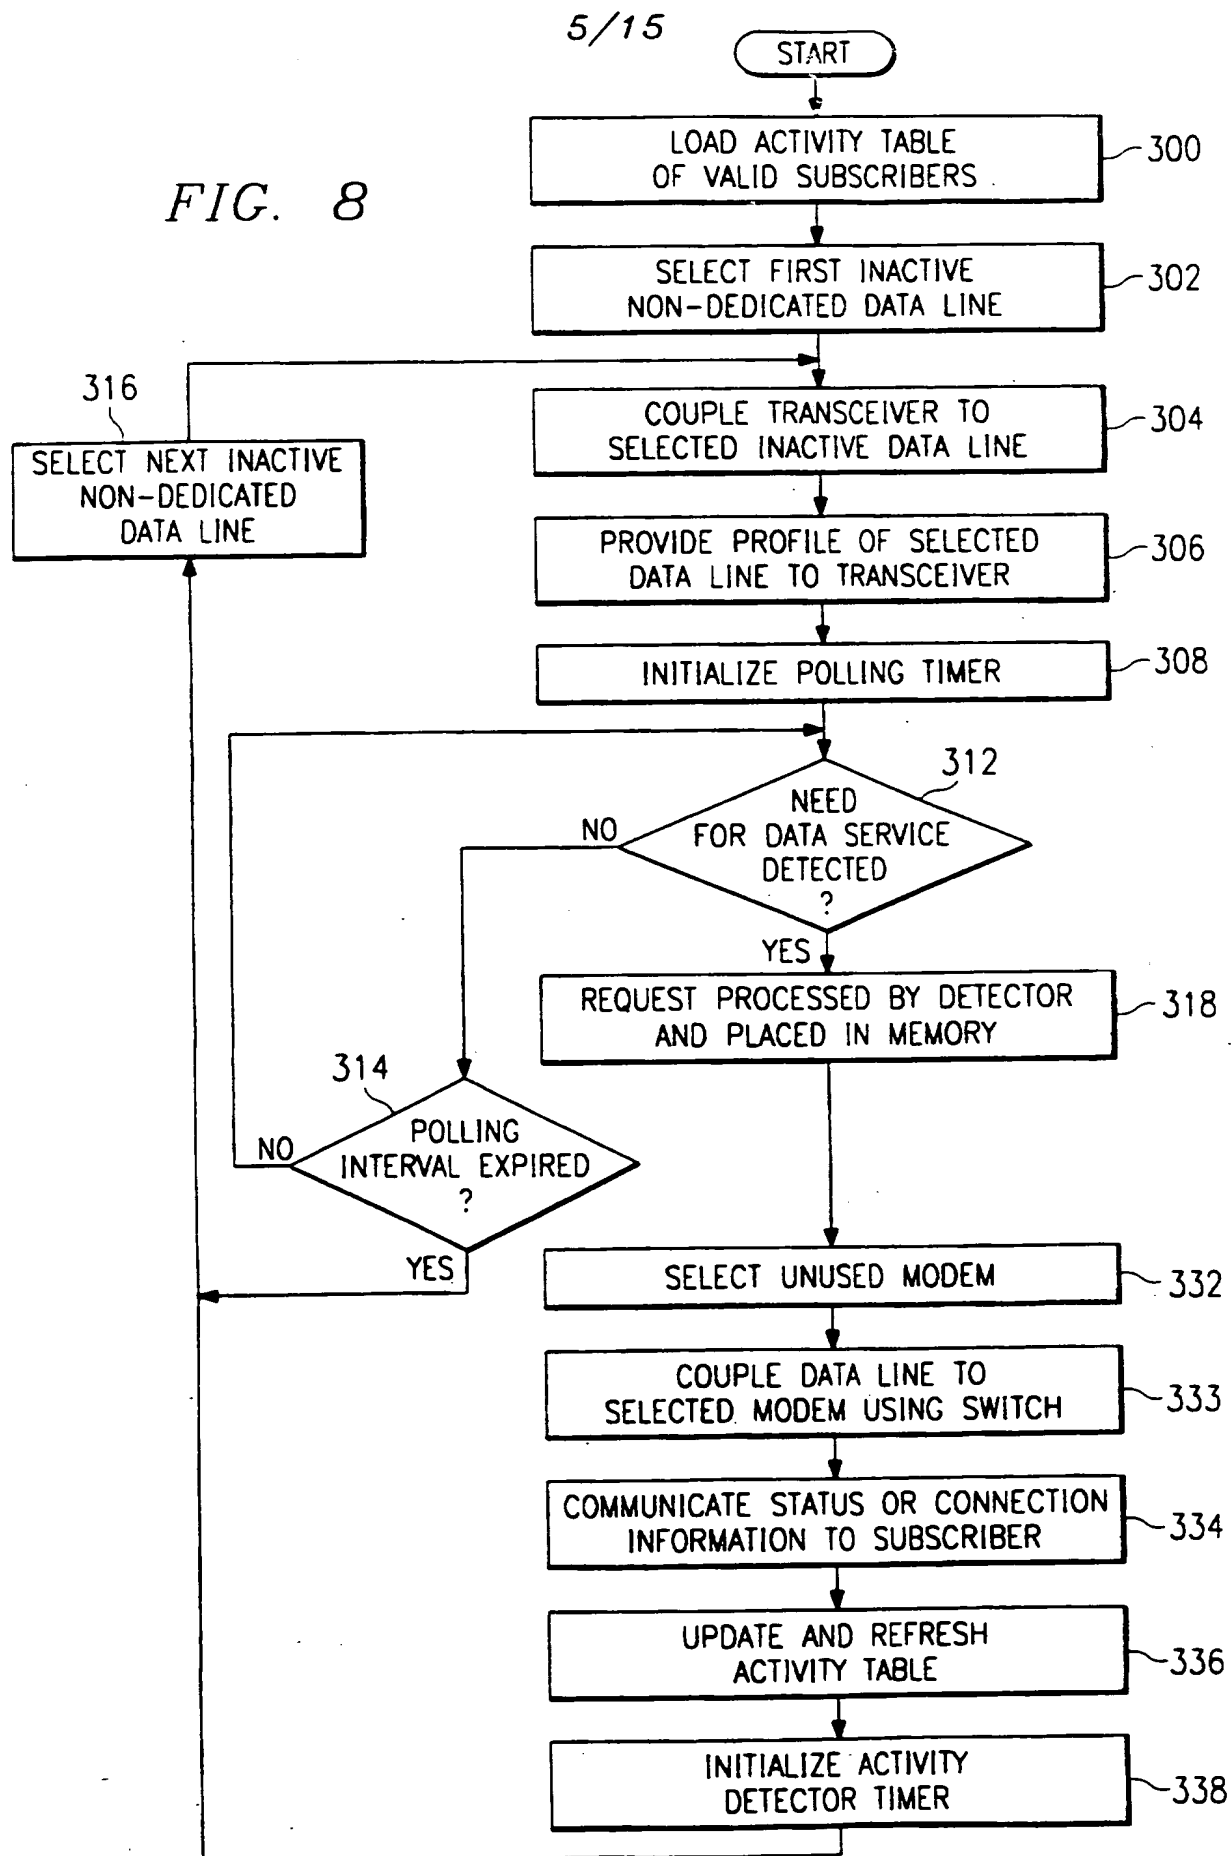 5/15
START
LOAD ACTIVITY TABLE
OF VALID SUBSCRIBERS
300
FIG. 8
SELECT FIRST INACTIVE
NON-DEDICATED DATA LINE
302
316
SELECT NEXT INACTIVE
NON-DEDICATED
DATA LINE
COUPLE TRANSCEIVER TO
SELECTED INACTIVE DATA LINE
304
PROVIDE PROFILE OF SELECTED
DATA LINE TO TRANSCEIVER
306
INITIALIZE POLLING TIMER
308
312
NEED
FOR DATA SERVICE
DETECTED
?
NO
YES
REQUEST PROCESSED BY DETECTOR
AND PLACED IN MEMORY
318
314
POLLING
INTERVAL EXPIRED
?
NO
YES
SELECT UNUSED MODEM
332
COUPLE DATA LINE TO
SELECTED MODEM USING SWITCH
333
COMMUNICATE STATUS OR CONNECTION
INFORMATION TO SUBSCRIBER
334
UPDATE AND REFRESH
ACTIVITY TABLE
336
INITIALIZE ACTIVITY
DETECTOR TIMER
338